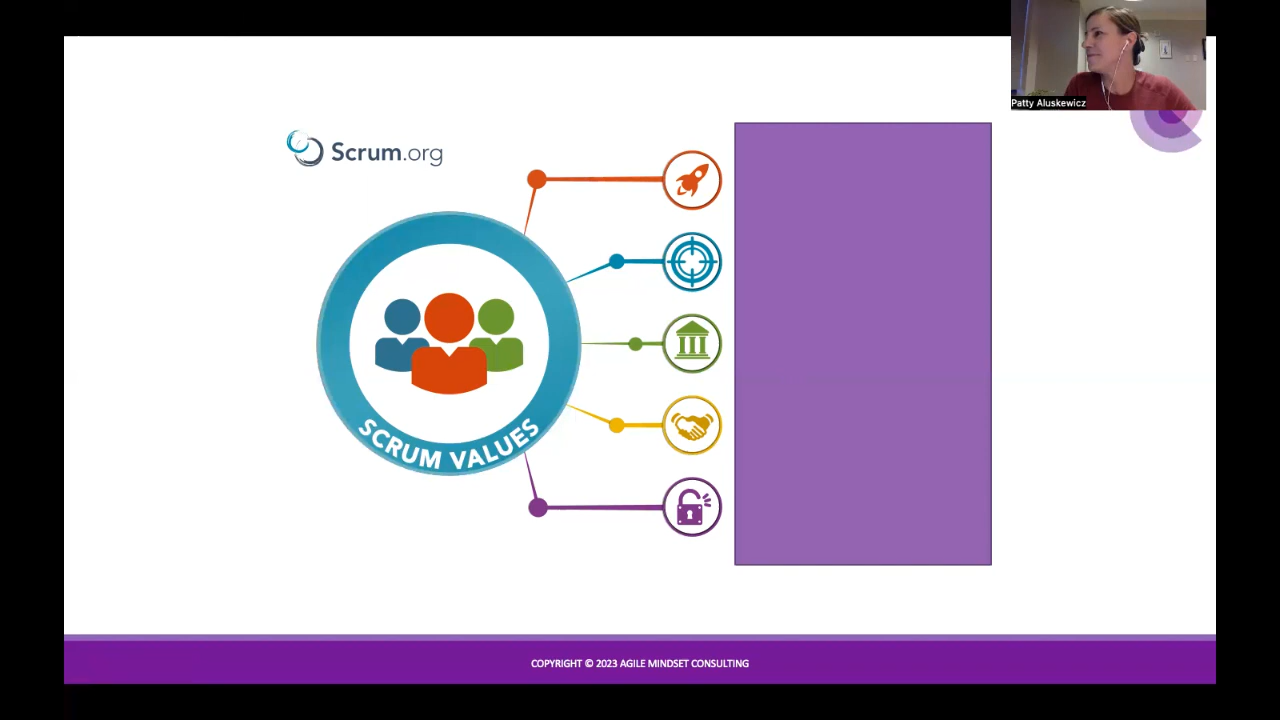 Patty Aluskewicz
Scrum.org
SCRUM VALUES
COPYRIGHT © 2023 AGILE MINDSET CONSULTING